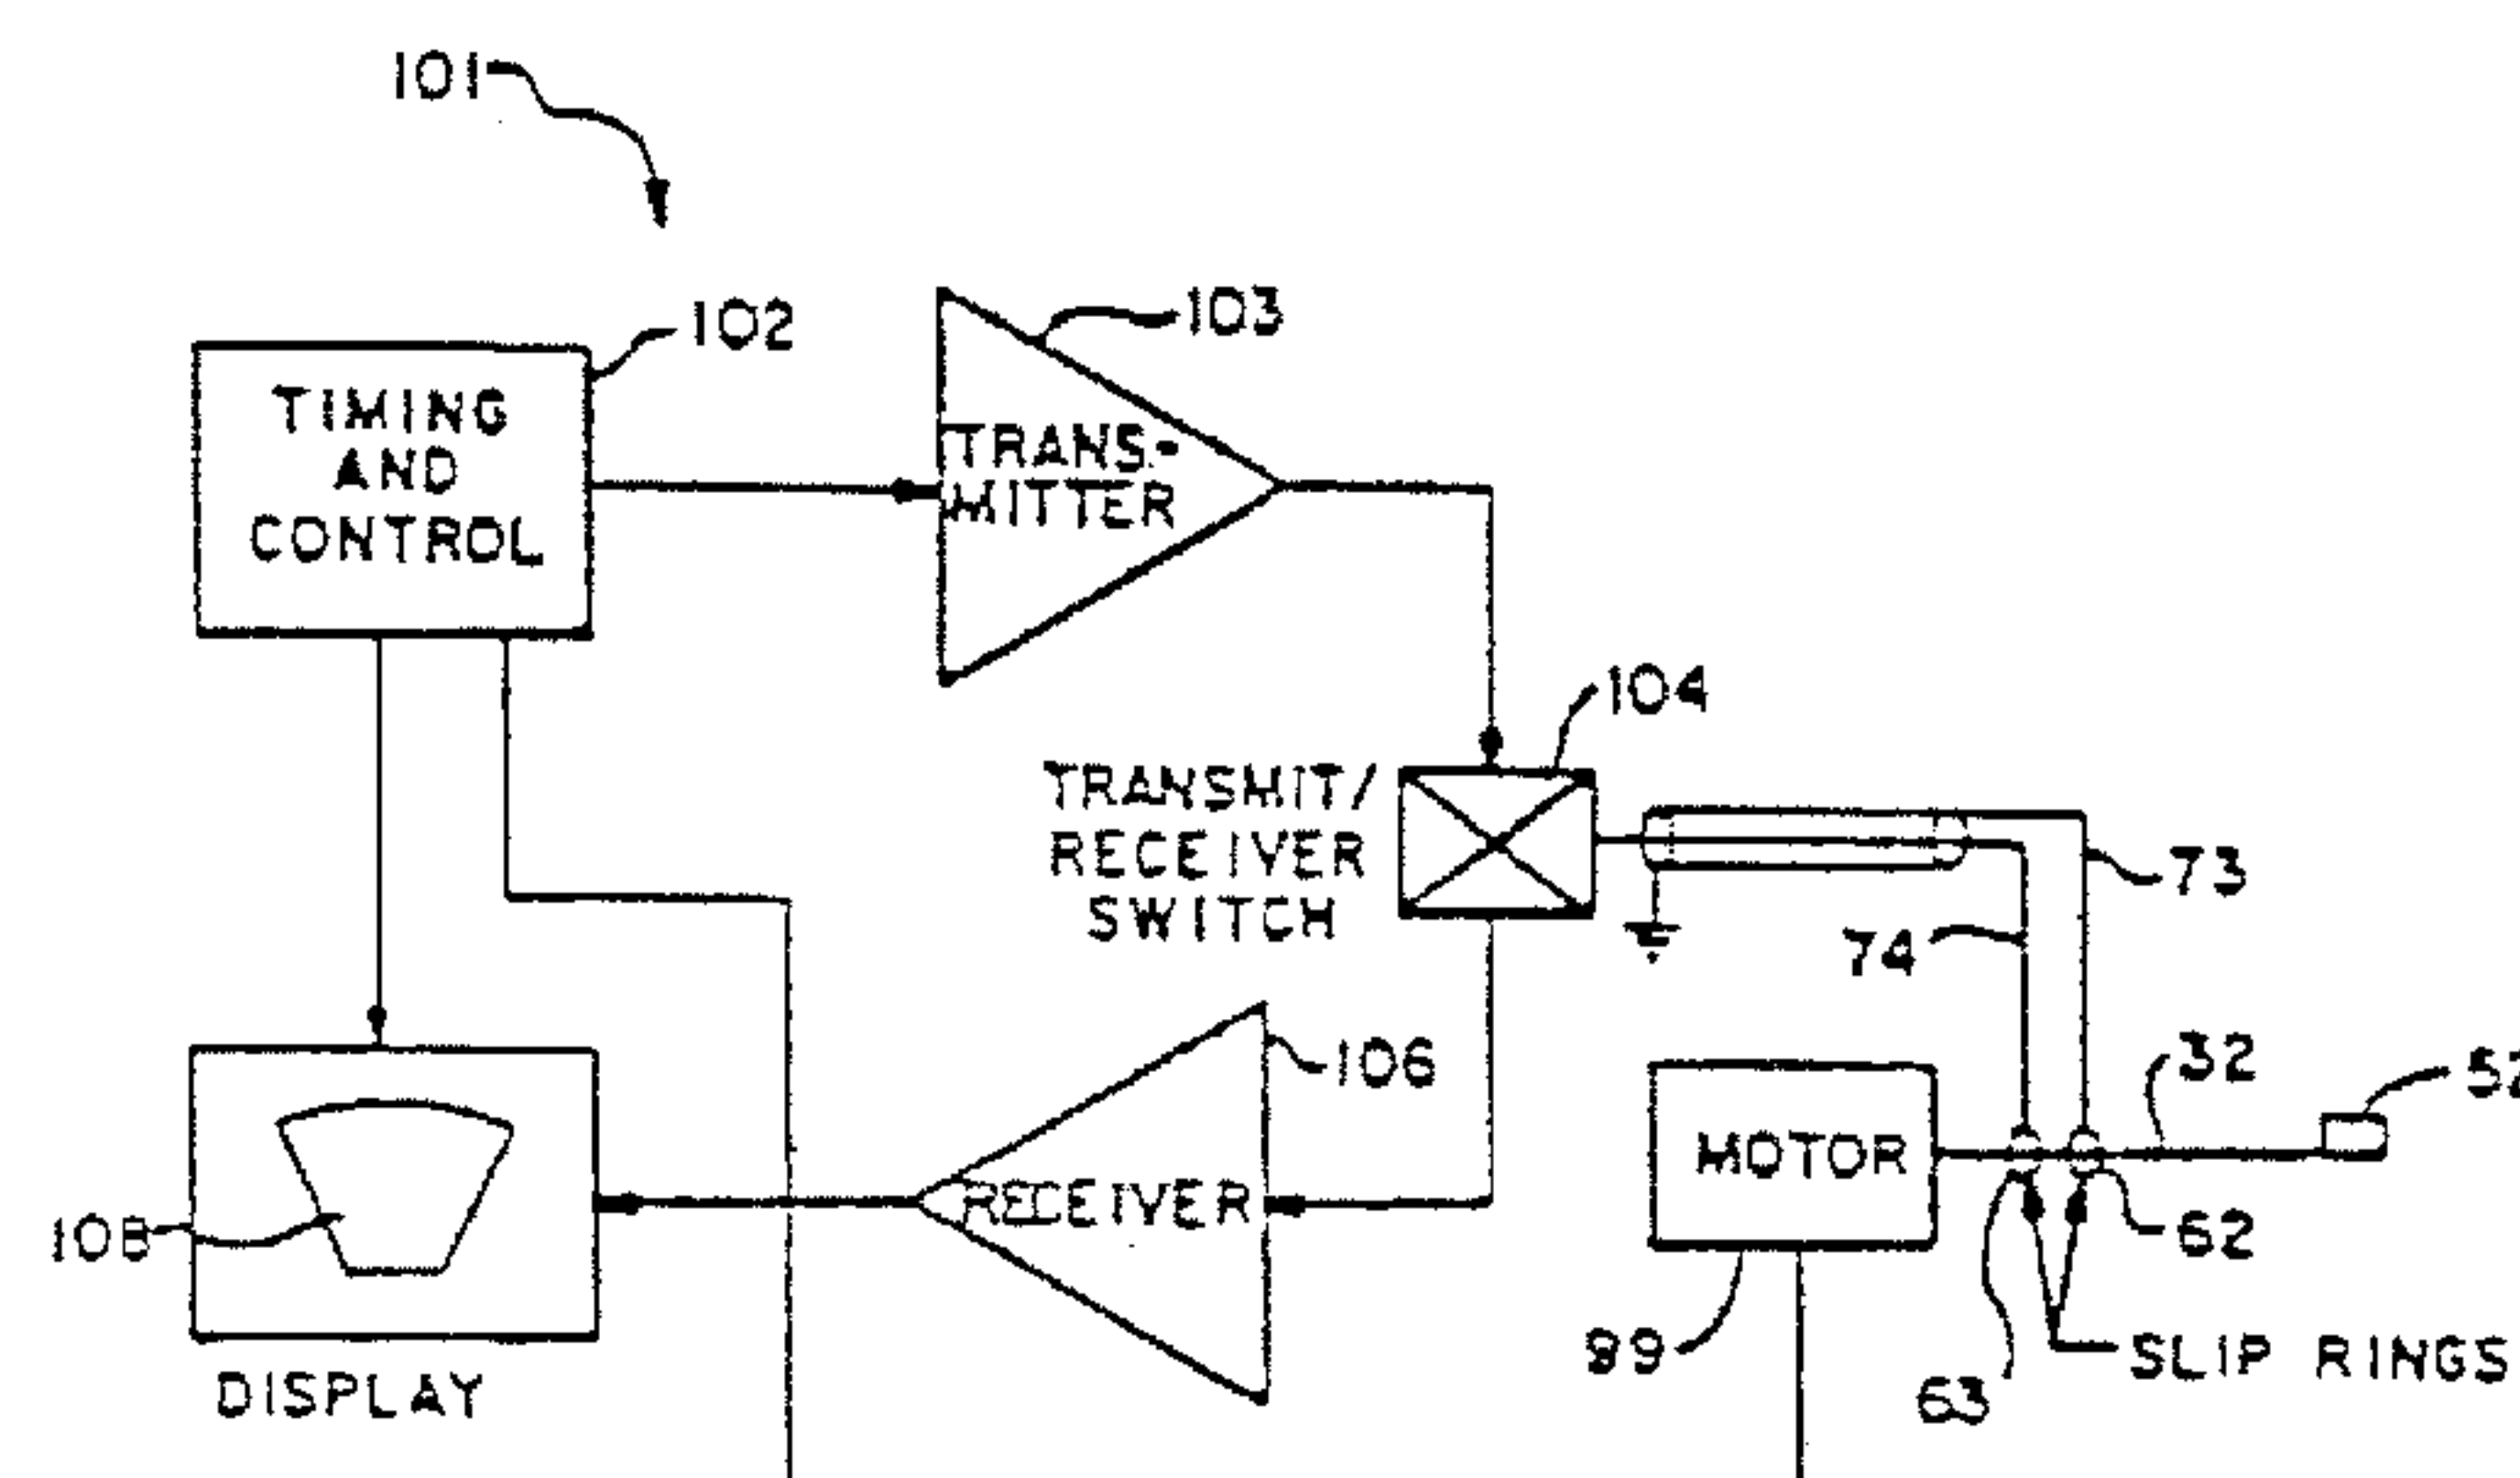 101
102
103
TIMING
AND
CONTROL
TRANS-
MITTER
104
TRANSMIT/
RECEIVER
SWITCH
73
74
106
32
MOTOR
RECEIVER
62
108
99
SLIP RINGS
63
DISPLAY